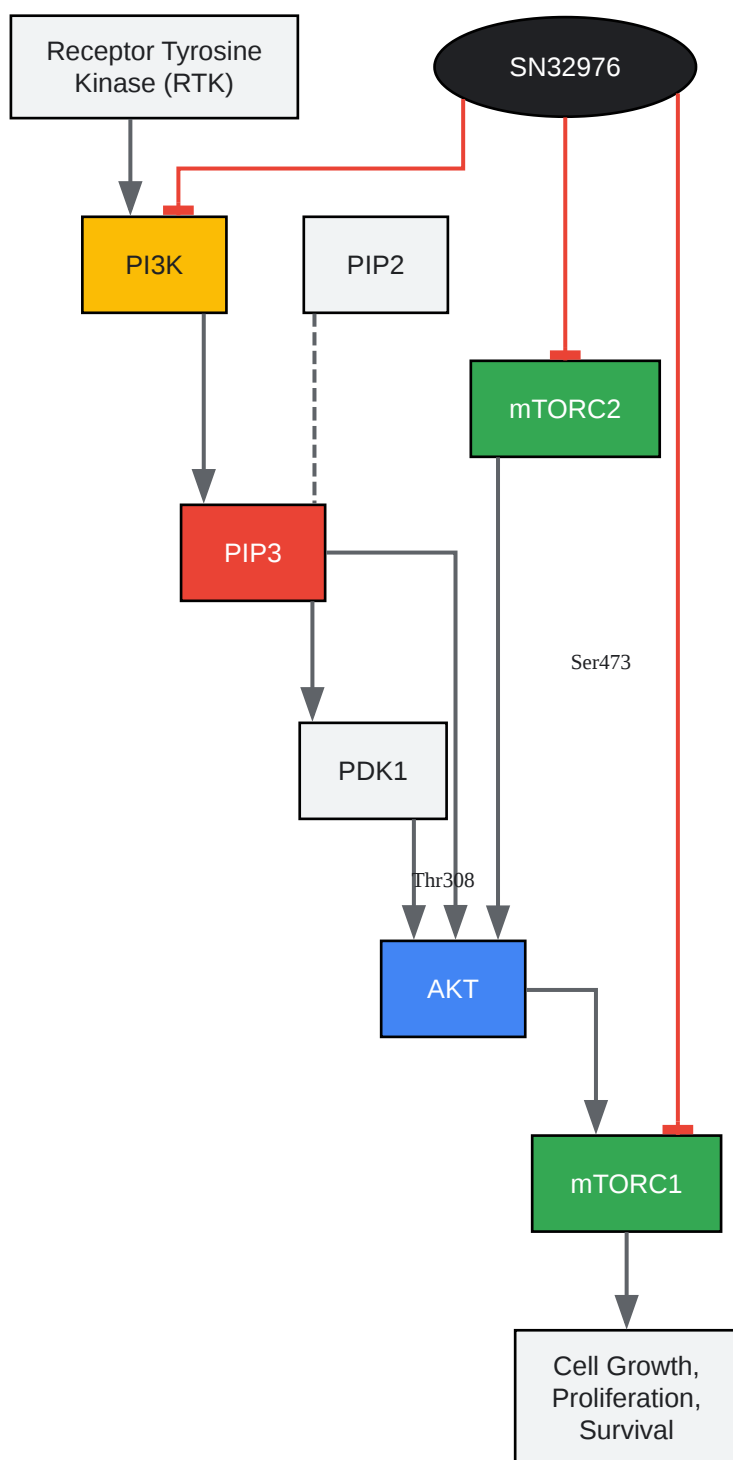 Receptor Tyrosine
Kinase (RTK)
SN32976
PI3K
PIP2
mTORC2
PIP3
Ser473
PDK1
Thr308
AKT
mTORC1
Cell Growth,
Proliferation,
Survival